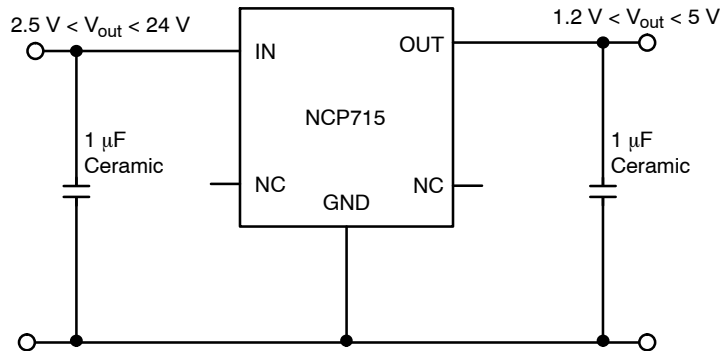 2.5 V < Vout < 24 V
1.2 V < Vout < 5 V
IN
OUT
NCP715
1 μF
Ceramic
1 μF
Ceramic
NC
NC
GND